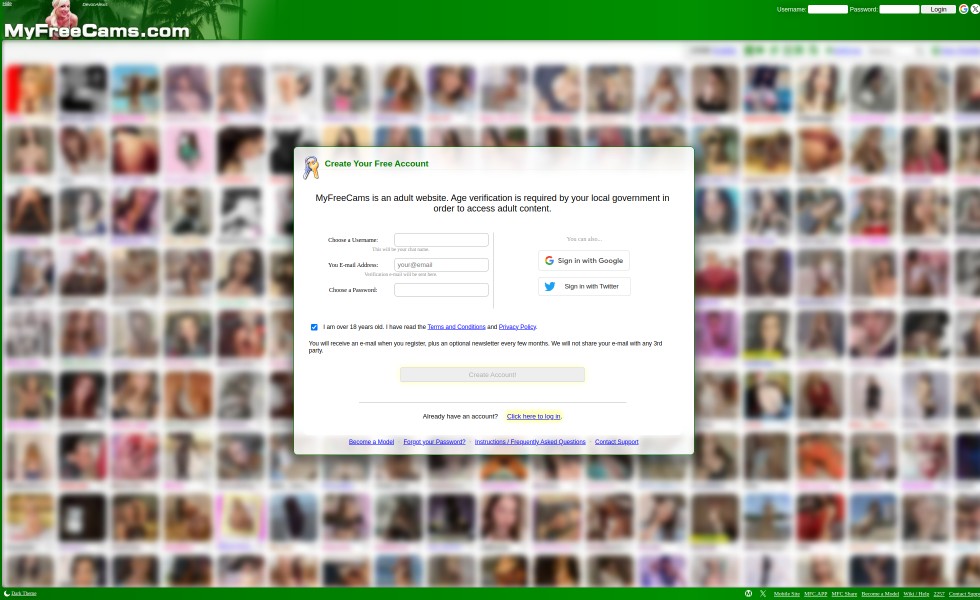 Username: Password: Login
MyFreeCams.com
Create Your Free Account
MyFreeCams is an adult website. Age verification is required by your local government in
order to access adult content.
Choose a Username:
This will be your chat name.
You E-mail Address: your@email
Verification e-mail will be sent here.
Choose a Password:
You can also...
Sign in with Google
Sign in with Twitter
I am over 18 years old. I have read the Terms and Conditions and Privacy Policy.
You will receive an e-mail when you register, plus an optional newsletter every few months. We will not share your e-mail with any 3rd
party.
Create Account!
Already have an account? Click here to log in.
Become a Model - Forgot your Password? - Instructions / Frequently Asked Questions - Contact Support
Dark Theme
Mobile Site MFC.APP MFC Share Become a Model Wiki / Help 2257 Contact